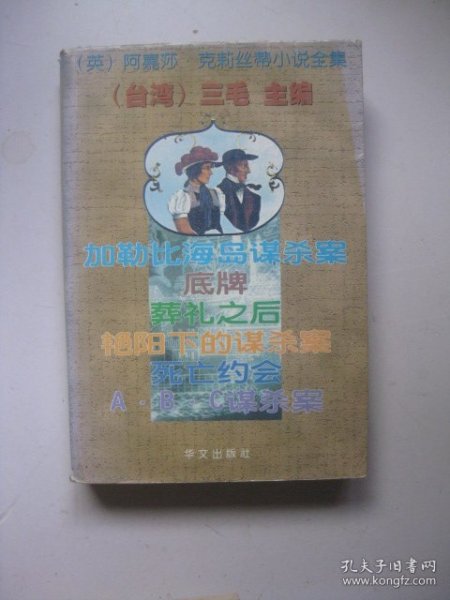 (英) 阿嘉莎·克莉丝蒂小说全集
(台湾) 三毛 主编
加勒比海岛谋杀案
底牌
葬礼之后
艳阳下的谋杀案
死亡约会
A·B·C谋杀案
华文出版社
孔夫子旧书网
www.kongfz.com